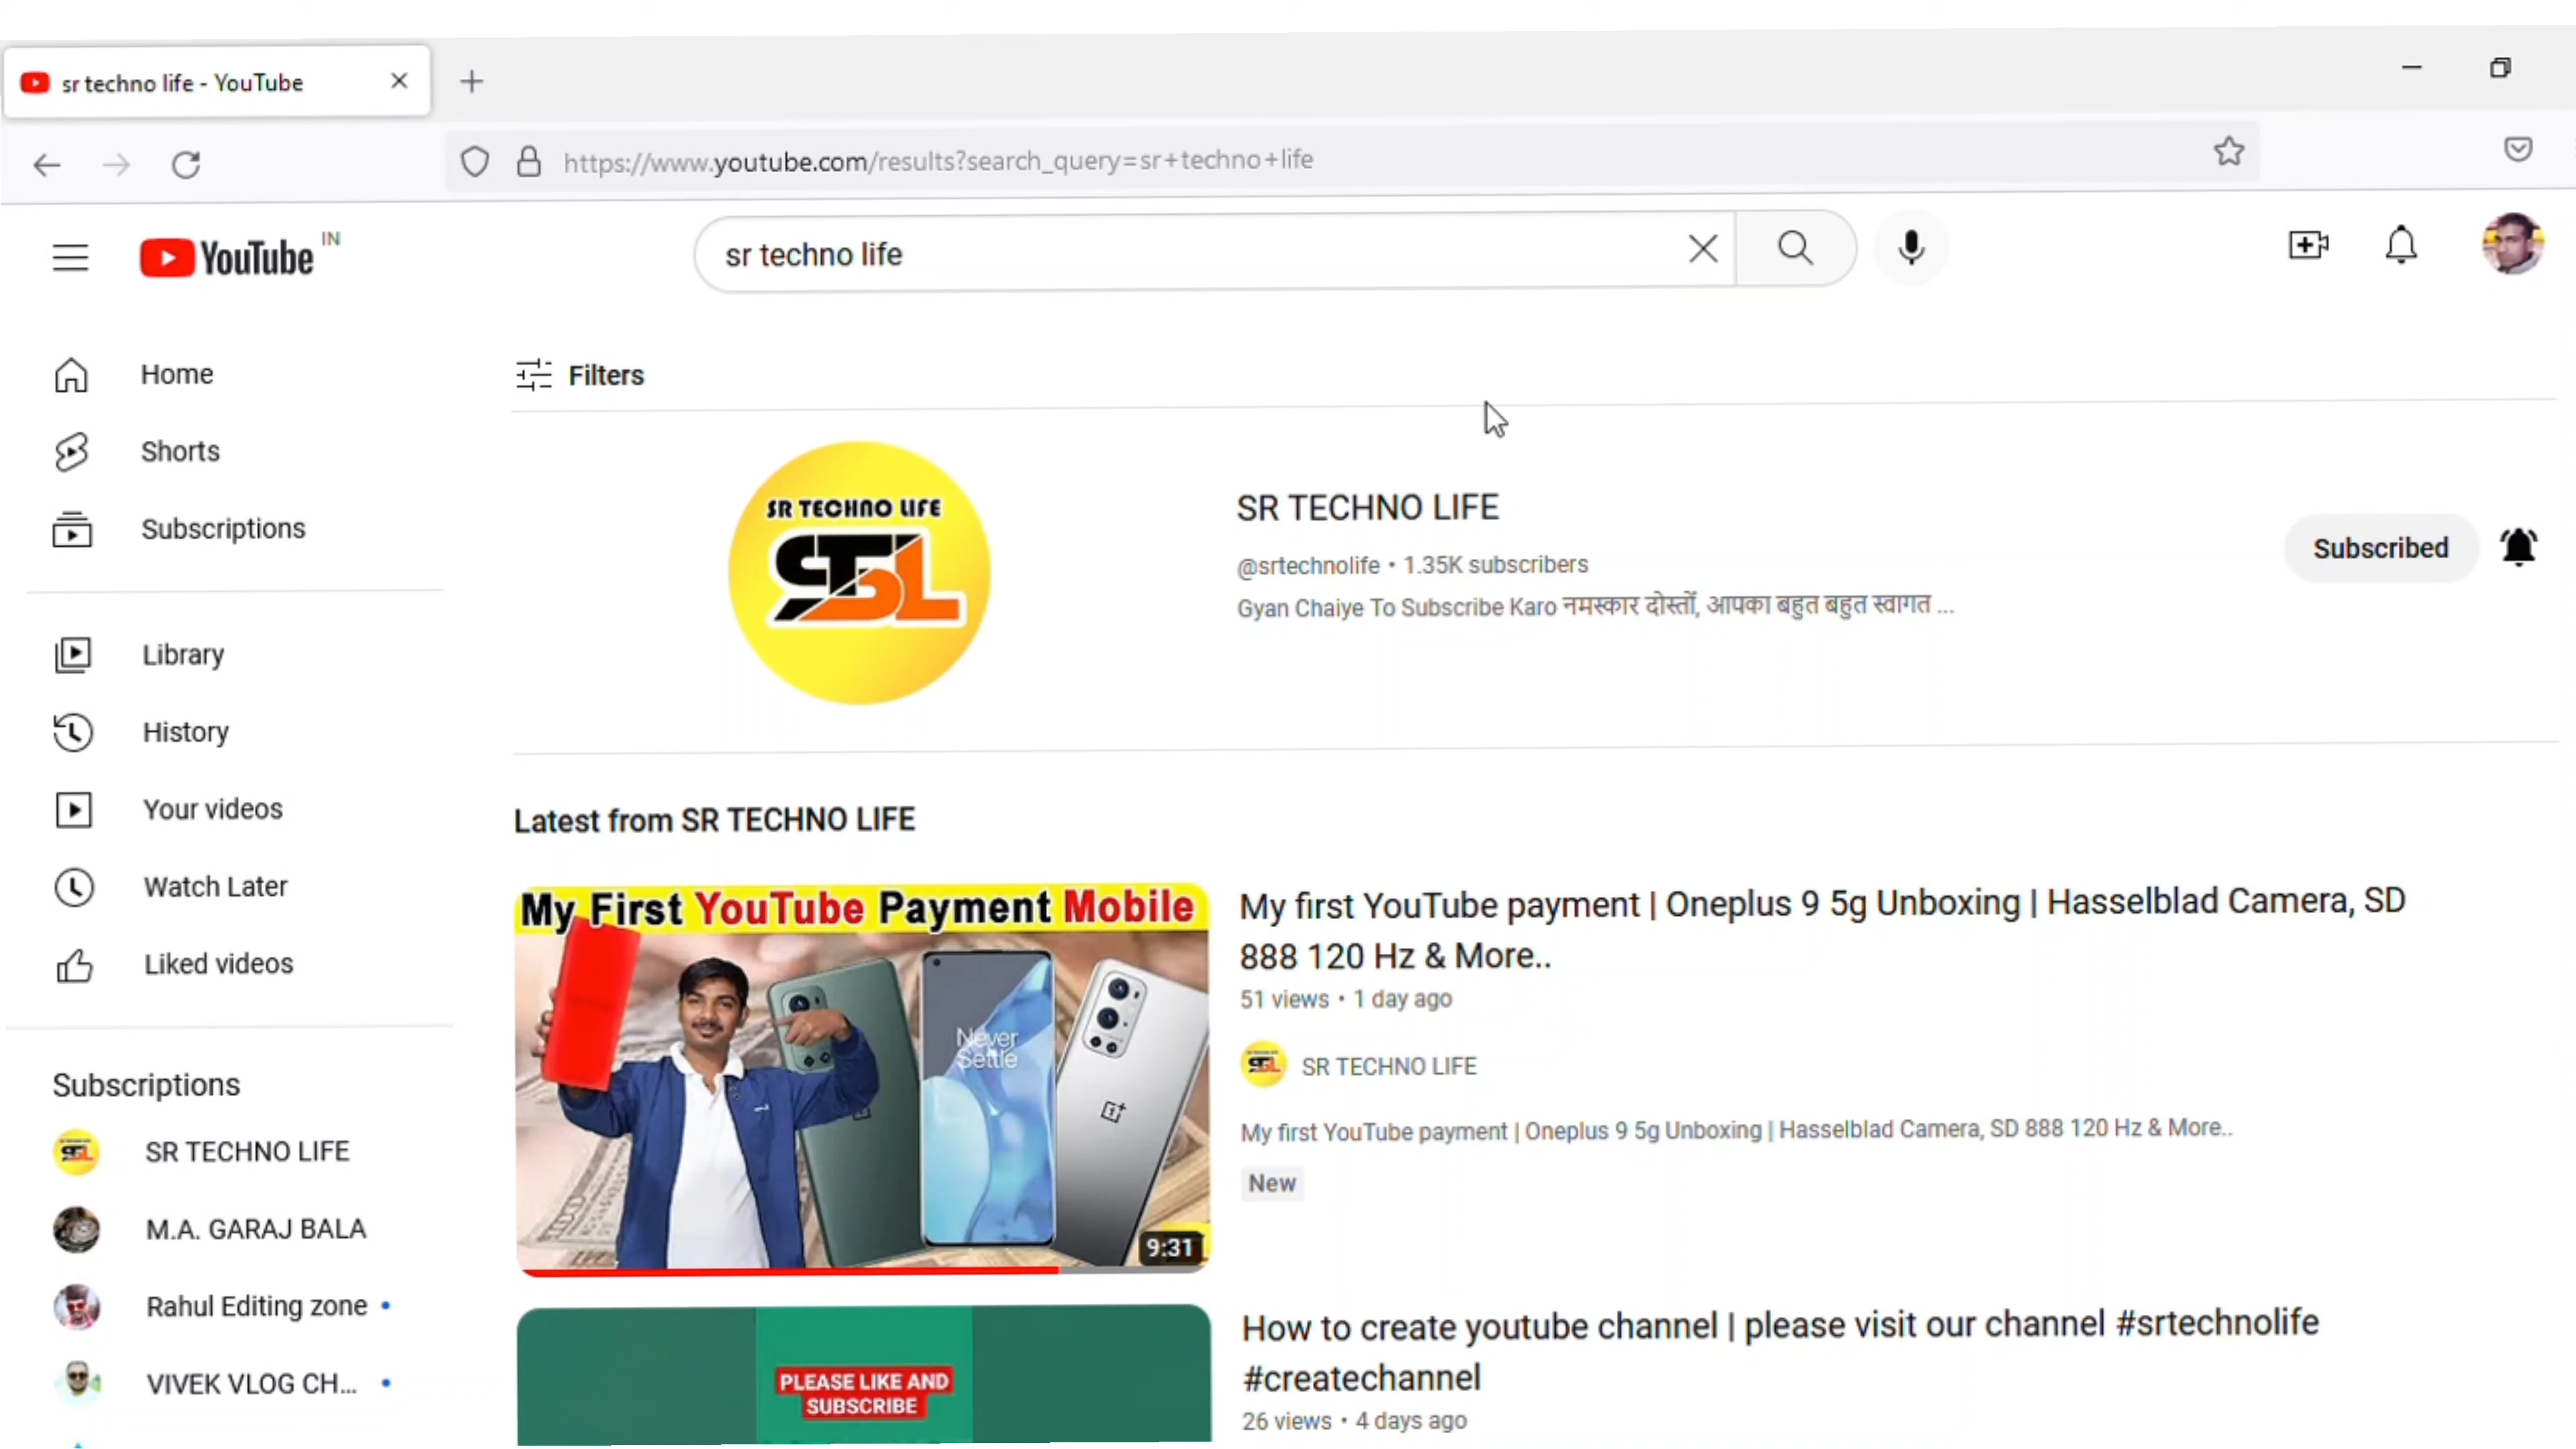 sr techno life - YouTube
https://www.youtube.com/results?search_query=sr+techno+life
YouTube IN
sr techno life
Home
Shorts
Subscriptions
Library
History
Your videos
Watch Later
Liked videos
Subscriptions
SR TECHNO LIFE
M.A. GARAJ BALA
Rahul Editing zone
VIVEK VLOG CH...
Filters
SR TECHNO LIFE
STL
SR TECHNO LIFE
@srtechnolife • 1.35K subscribers
Gyan Chaiye To Subscribe Karo नमस्कार दोस्तों, आपका बहुत बहुत स्वागत ...
Subscribed
Latest from SR TECHNO LIFE
My First YouTube Payment Mobile
Never
Settle
9:31
My first YouTube payment | Oneplus 9 5g Unboxing | Hasselblad Camera, SD
888 120 Hz & More..
51 views • 1 day ago
SR TECHNO LIFE
My first YouTube payment | Oneplus 9 5g Unboxing | Hasselblad Camera, SD 888 120 Hz & More..
New
PLEASE LIKE AND
SUBSCRIBE
How to create youtube channel | please visit our channel #srtechnolife
#createchannel
26 views • 4 days ago